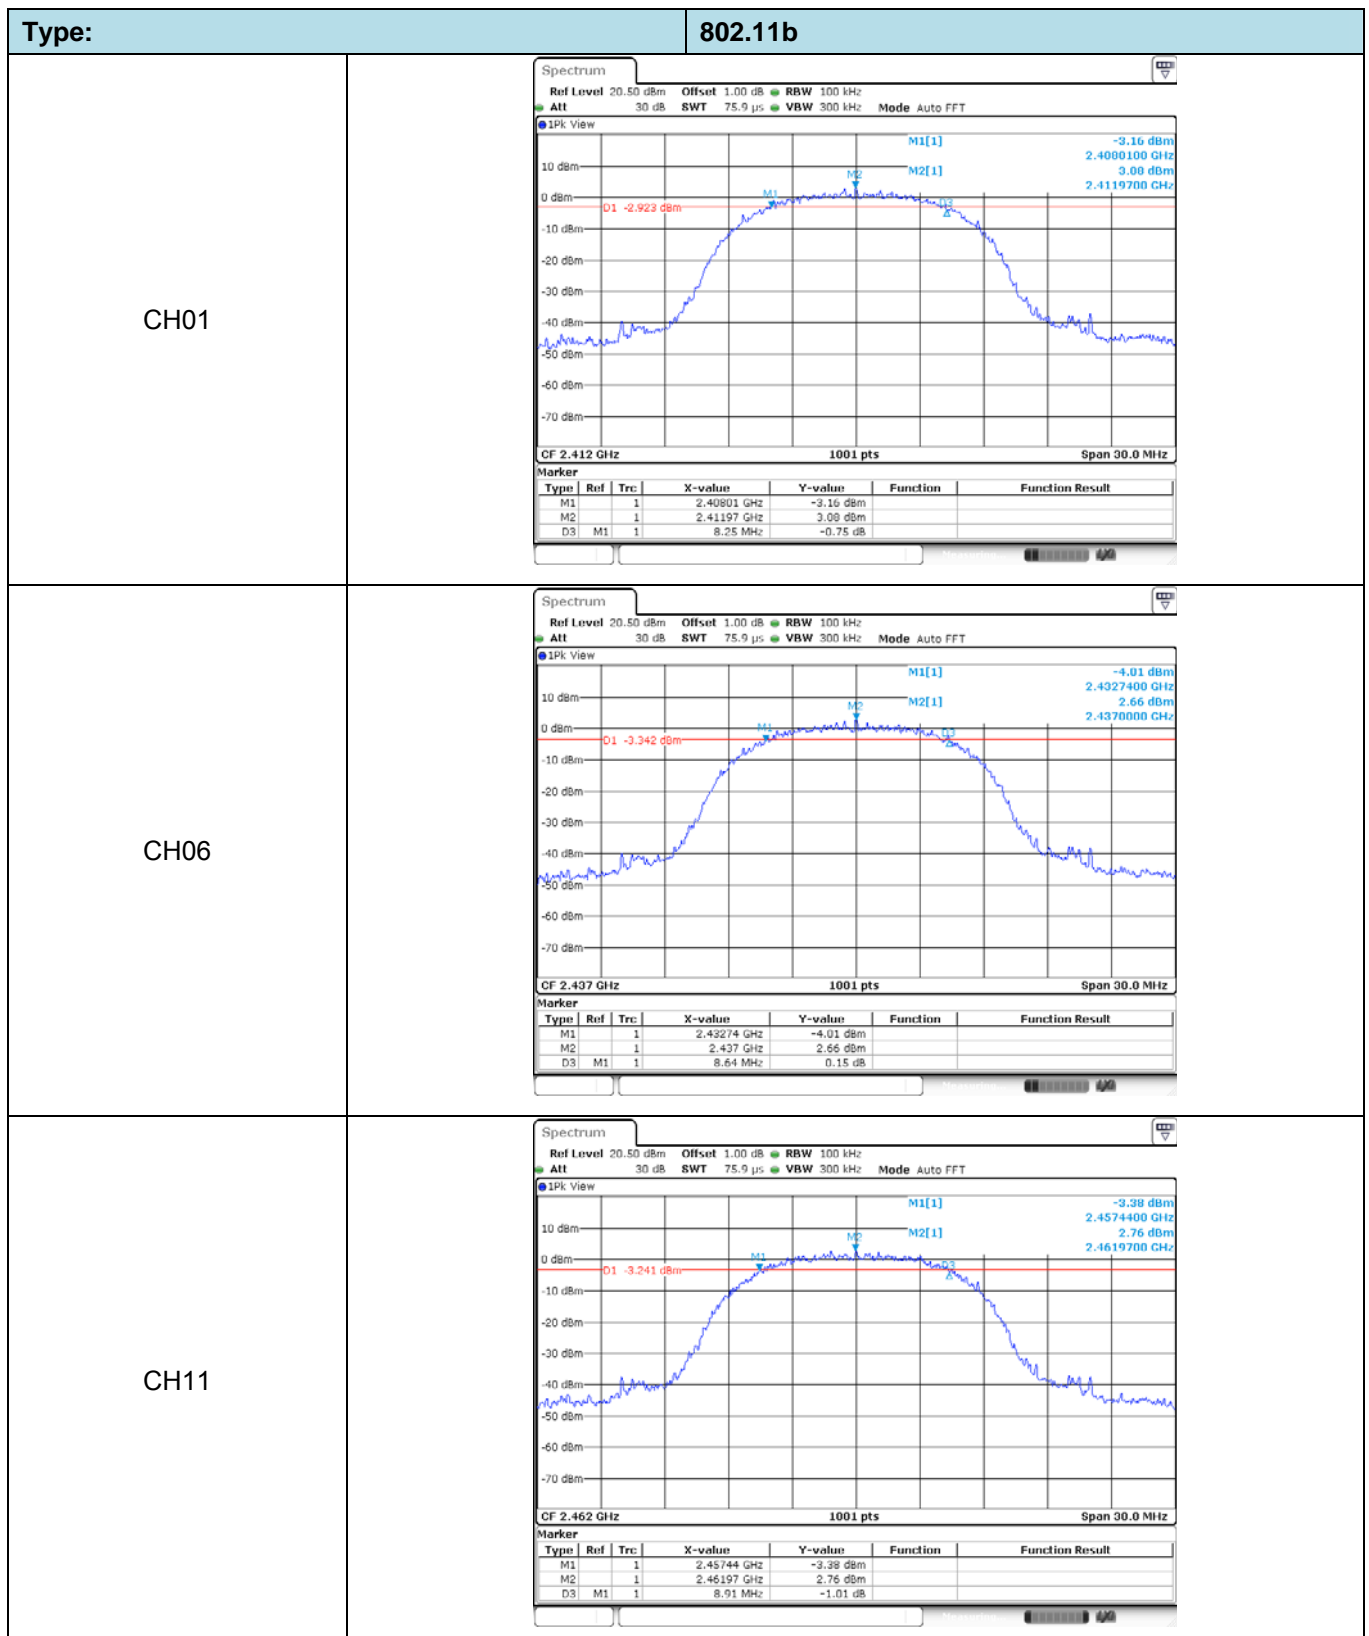 Type: 802.11b
CH01
Spectrum
Ref Level 20.50 dBm Offset 1.00 dB RBW 100 kHz
Att 30 dB SWT 75.9 µs VBW 300 kHz Mode Auto FFT
1Pk View
M1[1] -3.16 dBm
2.4080100 GHz
10 dBm
M2[1] 3.08 dBm
2.4119700 GHz
M2
M1
0 dBm
D3
D1 -2.923 dBm
-10 dBm
-20 dBm
-30 dBm
-40 dBm
-50 dBm
-60 dBm
-70 dBm
CF 2.412 GHz 1001 pts Span 30.0 MHz
Marker
Type Ref Trc X-value Y-value Function Function Result
M1 1 2.40801 GHz -3.16 dBm
M2 1 2.41197 GHz 3.08 dBm
D3 M1 1 8.25 MHz -0.75 dB
Measuring...
CH06
Spectrum
Ref Level 20.50 dBm Offset 1.00 dB RBW 100 kHz
Att 30 dB SWT 75.9 µs VBW 300 kHz Mode Auto FFT
1Pk View
M1[1] -4.01 dBm
2.4327400 GHz
10 dBm
M2[1] 2.66 dBm
2.4370000 GHz
M2
M1
0 dBm
D3
D1 -3.342 dBm
-10 dBm
-20 dBm
-30 dBm
-40 dBm
-50 dBm
-60 dBm
-70 dBm
CF 2.437 GHz 1001 pts Span 30.0 MHz
Marker
Type Ref Trc X-value Y-value Function Function Result
M1 1 2.43274 GHz -4.01 dBm
M2 1 2.437 GHz 2.66 dBm
D3 M1 1 8.64 MHz 0.15 dB
Measuring...
CH11
Spectrum
Ref Level 20.50 dBm Offset 1.00 dB RBW 100 kHz
Att 30 dB SWT 75.9 µs VBW 300 kHz Mode Auto FFT
1Pk View
M1[1] -3.38 dBm
2.4574400 GHz
10 dBm
M2[1] 2.76 dBm
2.4619700 GHz
M2
M1
0 dBm
D3
D1 -3.241 dBm
-10 dBm
-20 dBm
-30 dBm
-40 dBm
-50 dBm
-60 dBm
-70 dBm
CF 2.462 GHz 1001 pts Span 30.0 MHz
Marker
Type Ref Trc X-value Y-value Function Function Result
M1 1 2.45744 GHz -3.38 dBm
M2 1 2.46197 GHz 2.76 dBm
D3 M1 1 8.91 MHz -1.01 dB
Measuring...